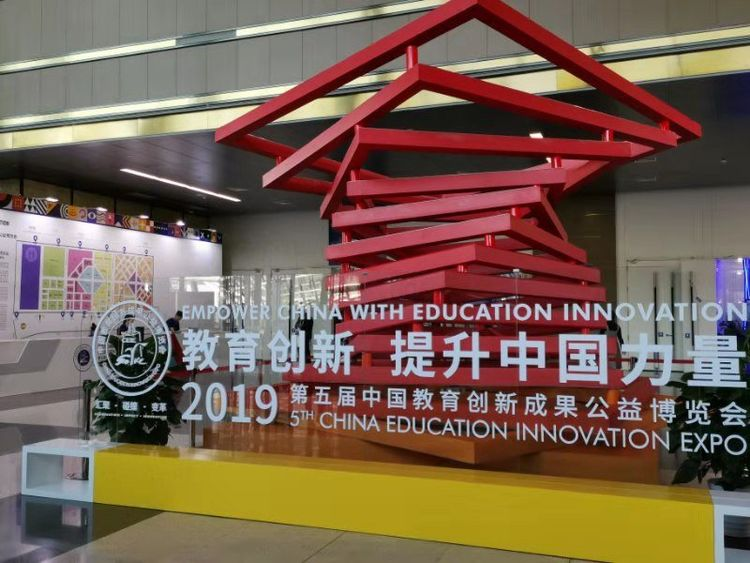 EMPOWER CHINA WITH EDUCATION INNOVATION
教育创新 提升中国力量
2019 第五届中国教育创新成果公益博览会
5TH CHINA EDUCATION INNOVATION EXPO